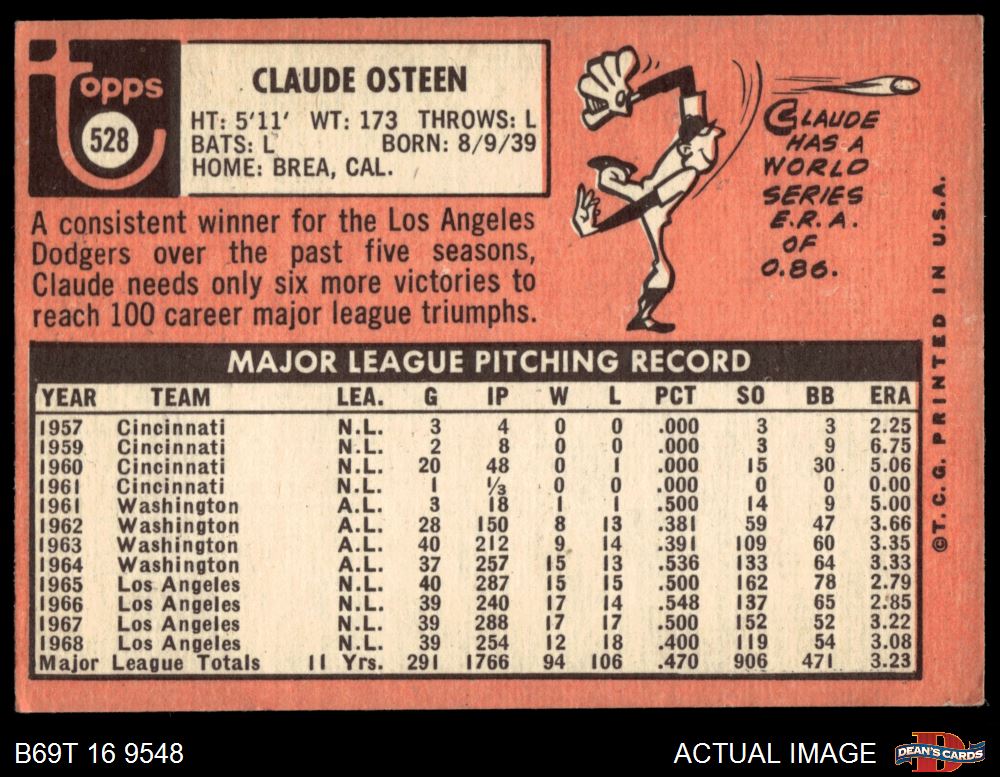 Topps
528
CLAUDE OSTEEN
HT: 5'11' WT: 173 THROWS: L
BATS: L BORN: 8/9/39
HOME: BREA, CAL.
A consistent winner for the Los Angeles
Dodgers over the past five seasons,
Claude needs only six more victories to
reach 100 career major league triumphs.
CLAUDE
HAS A
WORLD
SERIES
E.R.A.
OF
0.86.
MAJOR LEAGUE PITCHING RECORD
YEAR TEAM LEA. G IP W L PCT SO BB ERA
1957 Cincinnati N.L. 3 4 0 0 .000 3 3 2.25
1959 Cincinnati N.L. 2 8 0 0 .000 3 9 6.75
1960 Cincinnati N.L. 20 48 0 1 .000 15 30 5.06
1961 Cincinnati N.L. 1 ⅓ 0 0 .000 0 0 0.00
1961 Washington A.L. 3 18 1 1 .500 14 9 5.00
1962 Washington A.L. 28 150 8 13 .381 59 47 3.66
1963 Washington A.L. 40 212 9 14 .391 109 60 3.35
1964 Washington A.L. 37 257 15 13 .536 133 64 3.33
1965 Los Angeles N.L. 40 287 15 15 .500 162 78 2.79
1966 Los Angeles N.L. 39 240 17 14 .548 137 65 2.85
1967 Los Angeles N.L. 39 288 17 17 .500 152 52 3.22
1968 Los Angeles N.L. 39 254 12 18 .400 119 54 3.08
Major League Totals 11 Yrs. 291 1766 94 106 .470 906 471 3.23
© T.C.G. PRINTED IN U.S.A.
B69T 16 9548
ACTUAL IMAGE
DEAN'S CARDS